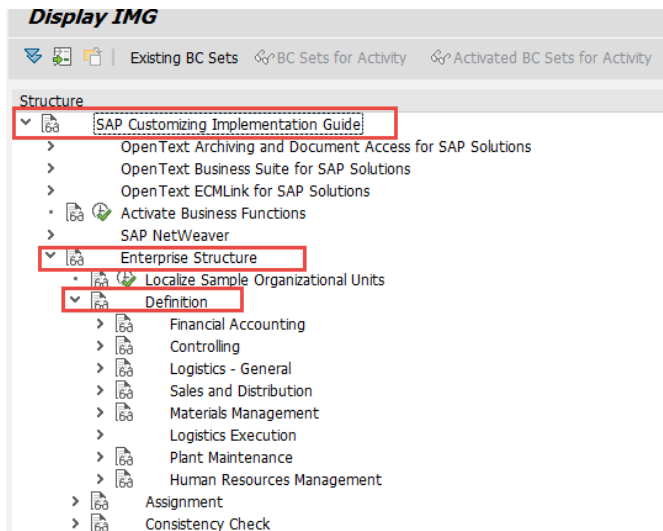 Display IMG
Existing BC Sets BC Sets for Activity Activated BC Sets for Activity
Structure
SAP Customizing Implementation Guide
OpenText Archiving and Document Access for SAP Solutions
OpenText Business Suite for SAP Solutions
OpenText ECMLink for SAP Solutions
Activate Business Functions
SAP NetWeaver
Enterprise Structure
Localize Sample Organizational Units
Definition
Financial Accounting
Controlling
Logistics - General
Sales and Distribution
Materials Management
Logistics Execution
Plant Maintenance
Human Resources Management
Assignment
Consistency Check